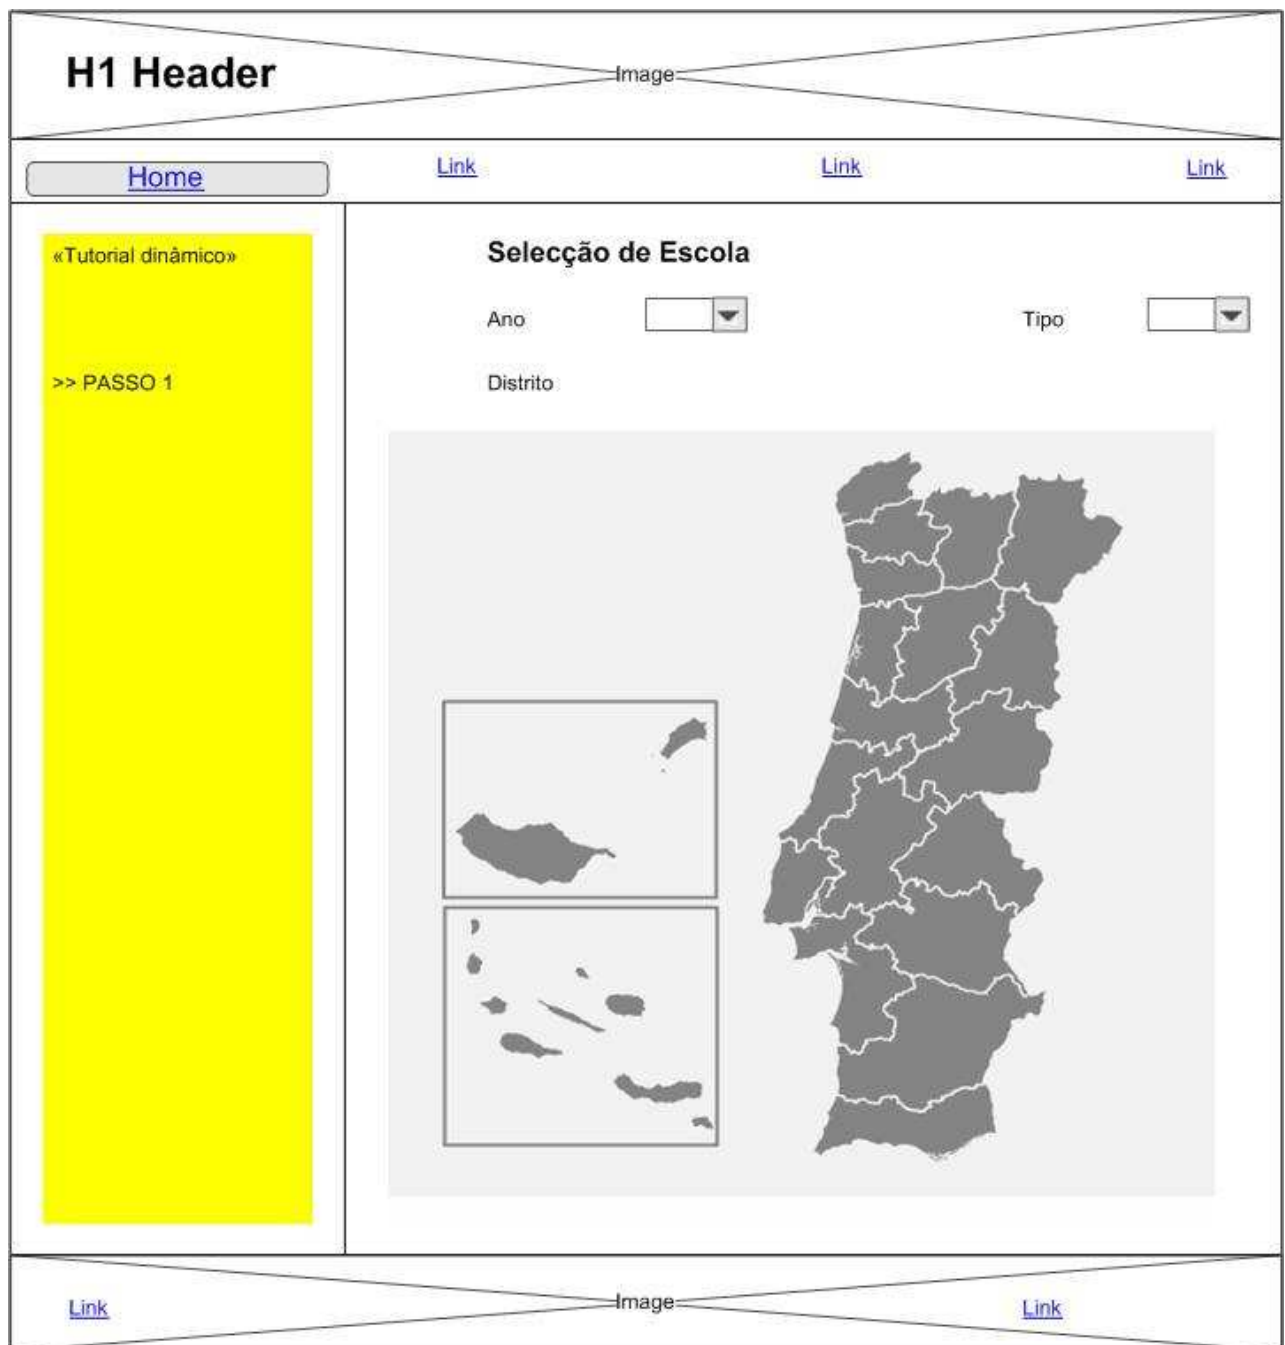 H1 Header
Image
Home
Link
Link
Link
«Tutorial dinâmico»
>> PASSO 1
Selecção de Escola
Ano
Tipo
Distrito
Link
Image
Link